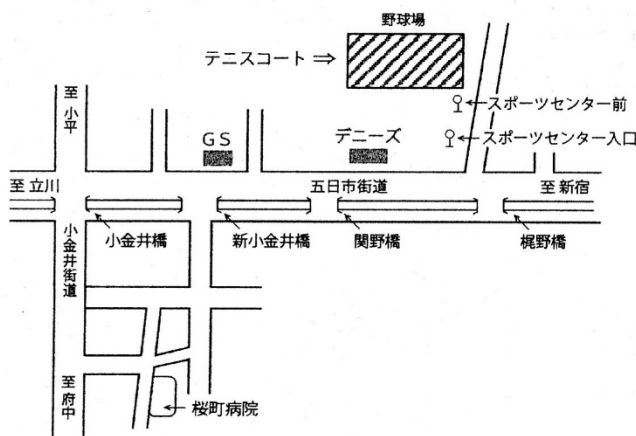 野球場
テニスコート ⇒
至 小平
スポーツセンター前
GS
デニーズ
スポーツセンター入口
至 立川
五日市街道
至 新宿
小金井橋
新小金井橋
関野橋
梶野橋
小金井街道
至 府中
桜町病院